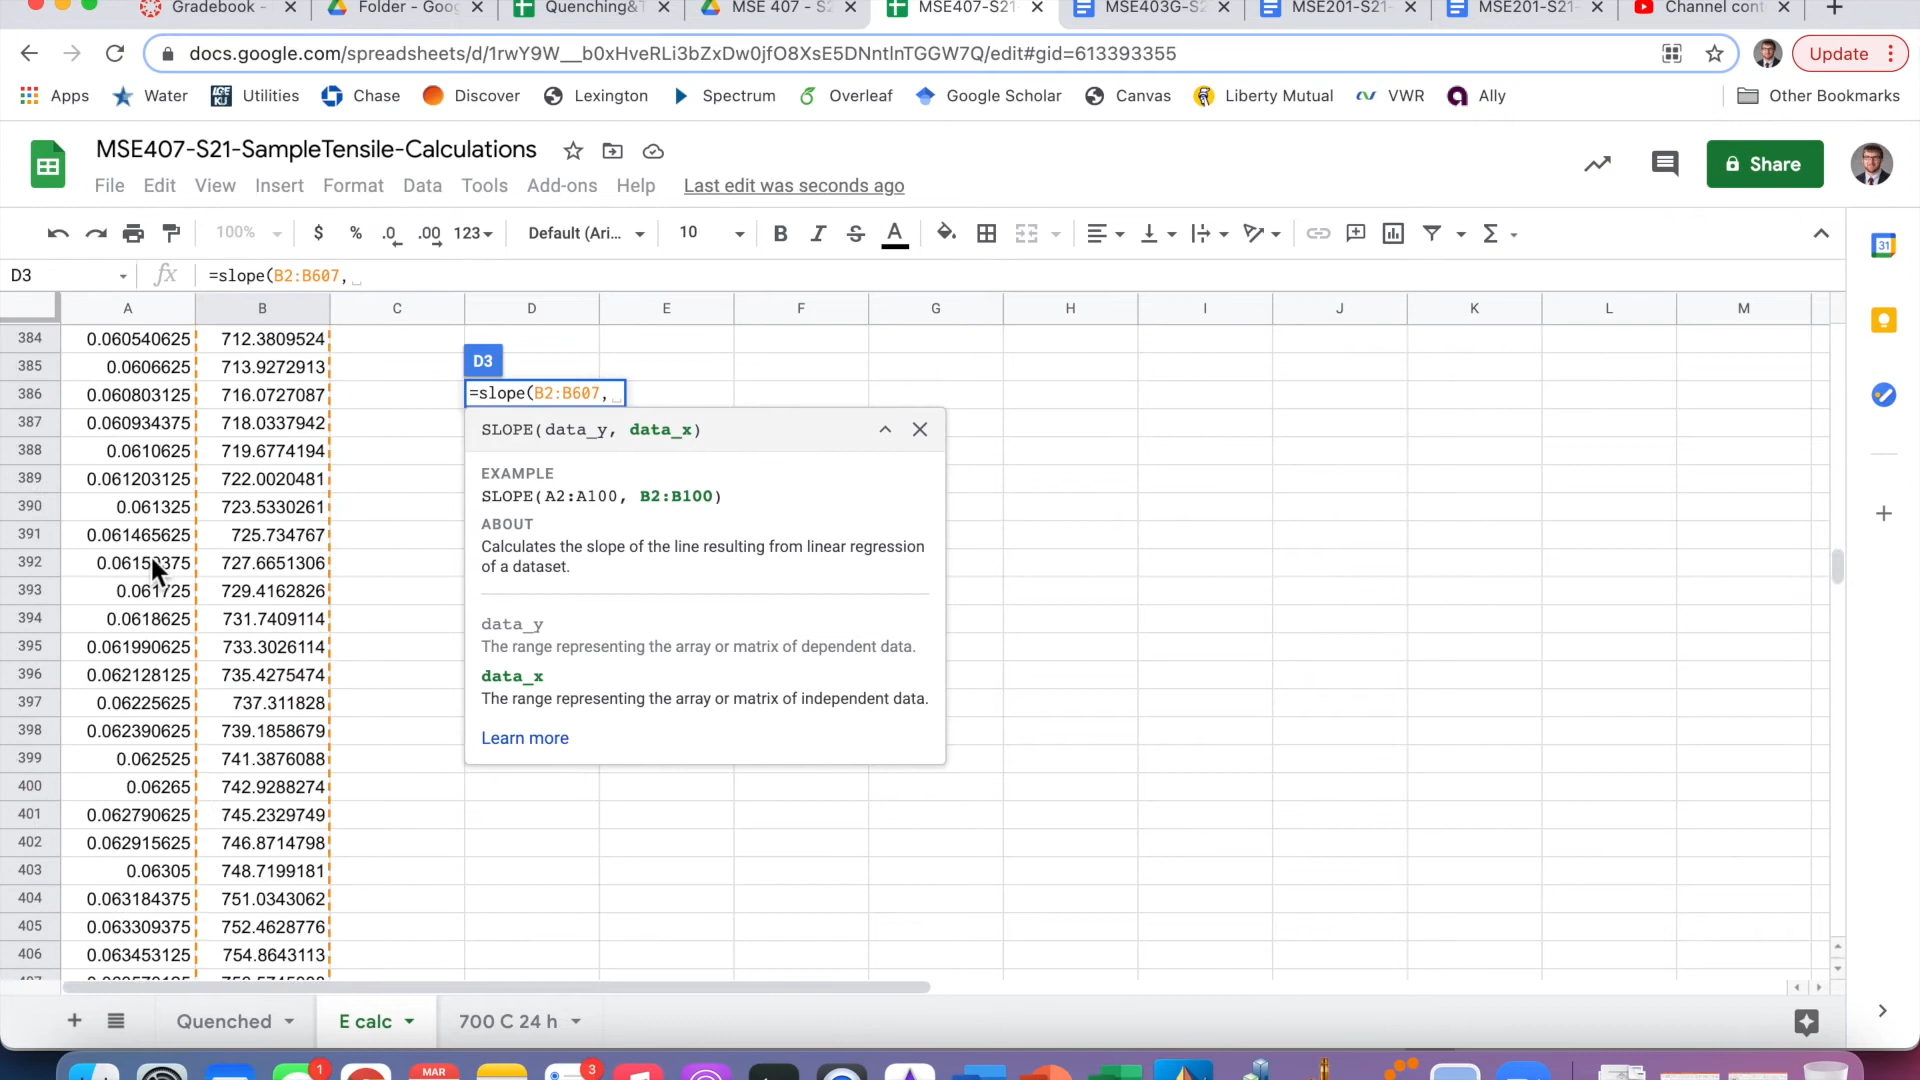 Gradebook - Folder - Goog Quenching&T MSE 407 - S2 MSE407-S21- MSE403G-S2 MSE201-S21- MSE201-S21- Channel cont
docs.google.com/spreadsheets/d/1rwY9W__b0xHveRLi3bZxDw0jfO8XsE5DNntlnTGGW7Q/edit#gid=613393355 Update
Apps Water Utilities Chase Discover Lexington Spectrum Overleaf Google Scholar Canvas Liberty Mutual VWR Ally Other Bookmarks
MSE407-S21-SampleTensile-Calculations
Share
File Edit View Insert Format Data Tools Add-ons Help Last edit was seconds ago
100% $ % .0 .00 123 Default (Ari... 10 B I S A
31
D3 fx =slope(B2:B607,
A B C D E F G H I J K L M
384 0.060540625 712.3809524
D3
385 0.0606625 713.9272913
386 0.060803125 716.0727087 =slope(B2:B607,
387 0.060934375 718.0337942
388 0.0610625 719.6774194
389 0.061203125 722.0020481
390 0.061325 723.5330261
391 0.061465625 725.734767
392 727.6651306
393 0.061725 729.4162826
394 0.0618625 731.7409114
395 0.061990625 733.3026114
396 0.062128125 735.4275474
397 0.06225625 737.311828
398 0.062390625 739.1858679
399 0.062525 741.3876088
400 0.06265 742.9288274
401 0.062790625 745.2329749
402 0.062915625 746.8714798
403 0.06305 748.7199181
404 0.063184375 751.0343062
405 0.063309375 752.4628776
406 0.063453125 754.8643113
SLOPE(data_y, data_x)
EXAMPLE
SLOPE(A2:A100, B2:B100)
ABOUT
Calculates the slope of the line resulting from linear regression
of a dataset.
data_y
The range representing the array or matrix of dependent data.
data_x
The range representing the array or matrix of independent data.
Learn more
Quenched E calc 700 C 24 h
1 MAR 3